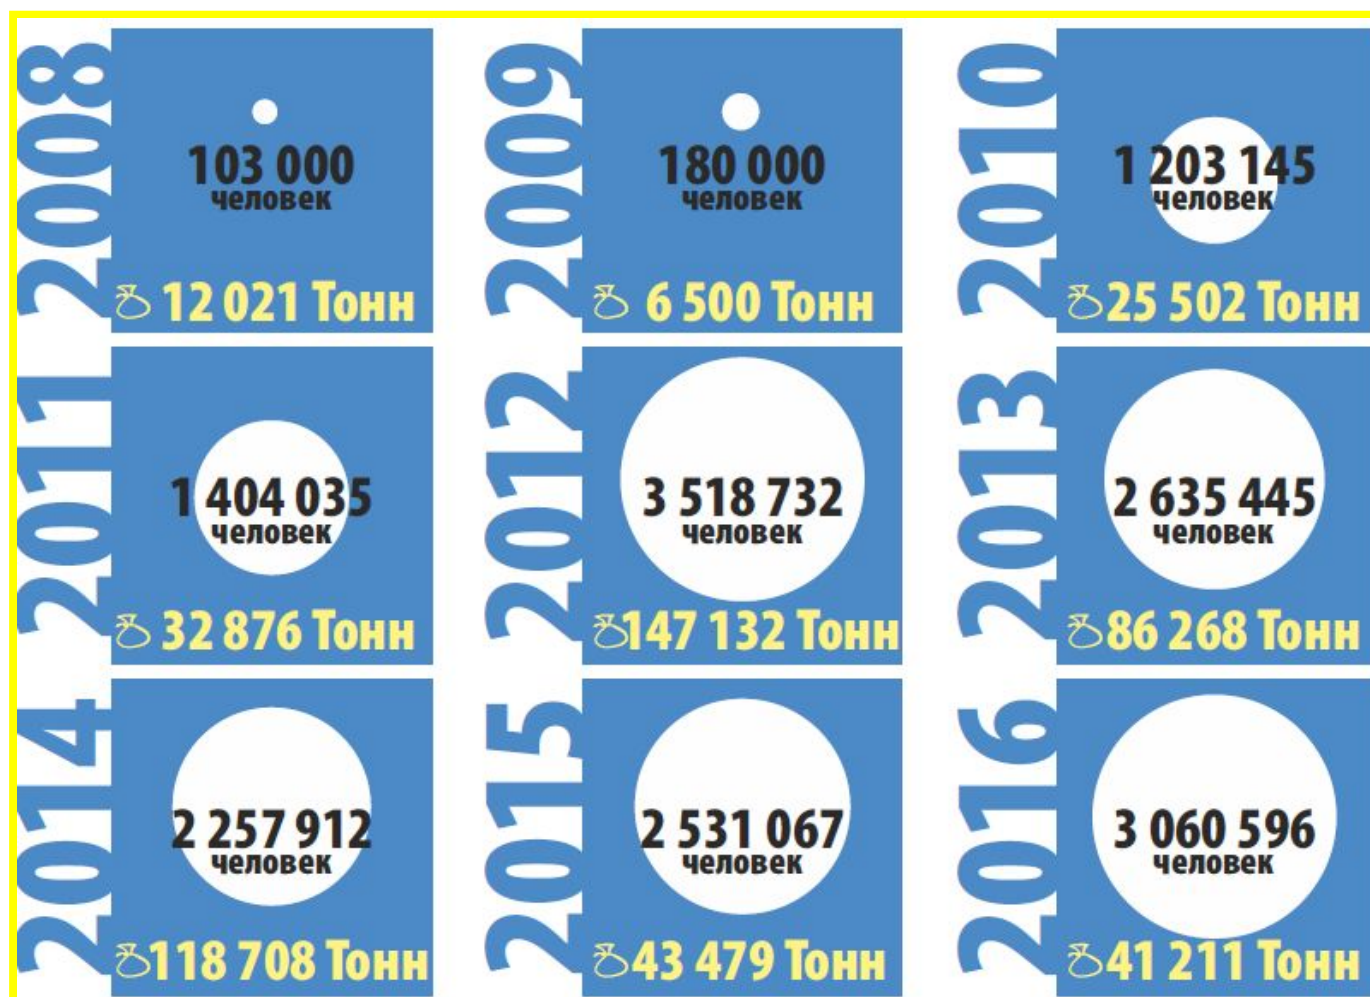 2008
103 000
человек
12 021 Тонн
2009
180 000
человек
6 500 Тонн
2010
1 203 145
человек
25 502 Тонн
2011
1 404 035
человек
32 876 Тонн
2012
3 518 732
человек
147 132 Тонн
2013
2 635 445
человек
86 268 Тонн
2014
2 257 912
человек
118 708 Тонн
2015
2 531 067
человек
43 479 Тонн
2016
3 060 596
человек
41 211 Тонн